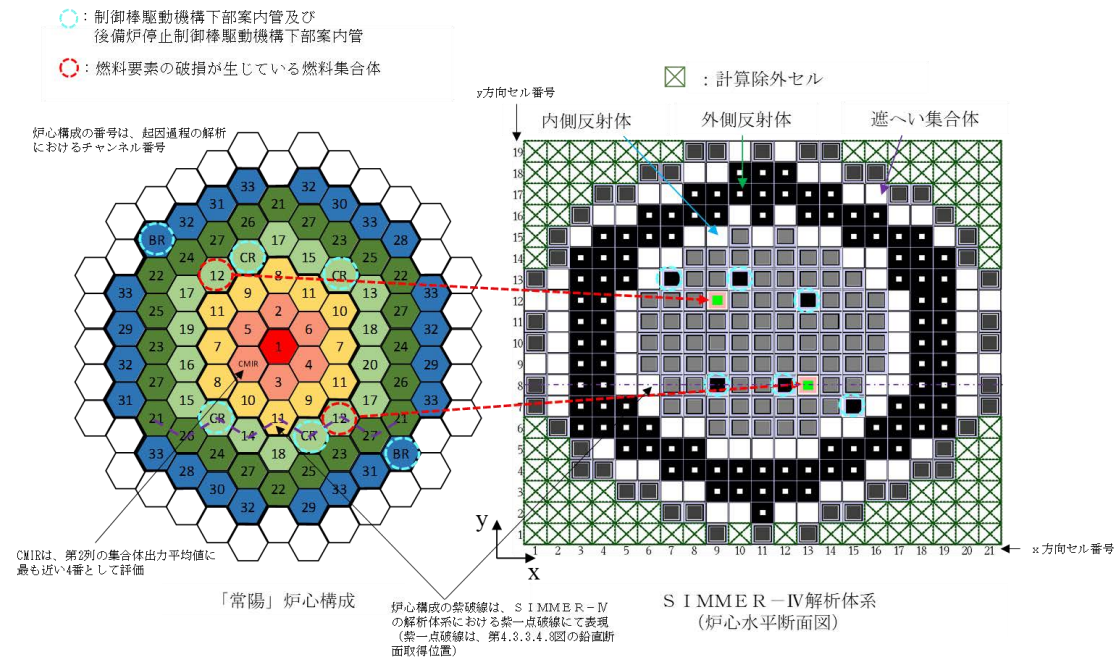 ：制御棒駆動機構下部案内管及び
後備炉停止制御棒駆動機構下部案内管
：燃料要素の破損が生じている燃料集合体
炉心構成の番号は、起因過程の解析
におけるチャンネル番号
33 32
31 21 30
32 26 27 33
BR 27 17 23 28
24 CR 15 25
22 12 8 CR 22
33 17 9 11 13 33
25 11 2 10 23
29 19 5 6 18 32
23 7 1 7 24
32 16 CMIR 4 20 29
27 8 3 11 26
31 15 10 9 17 33
21 CR 11 12 21
26 14 CR 27
33 24 18 23 BR
28 27 25 31
30 22 33
32 29
CMIRは、第2列の集合体出力平均値に
最も近い4番として評価
「常陽」炉心構成
炉心構成の紫破線は、ＳＩＭＭＥＲ－Ⅳ
の解析体系における紫一点破線にて表現
（紫一点破線は、第4.3.3.4.8図の鉛直断
面取得位置）
：計算除外セル
y方向セル番号
内側反射体
外側反射体
遮へい集合体
19
18
17
16
15
14
13
12
11
10
9
8
7
6
5
4
3
2
1
1 2 3 4 5 6 7 8 9 10 11 12 13 14 15 16 17 18 19 20 21
y
x
x方向セル番号
ＳＩＭＭＥＲ－Ⅳ解析体系
（炉心水平断面図）